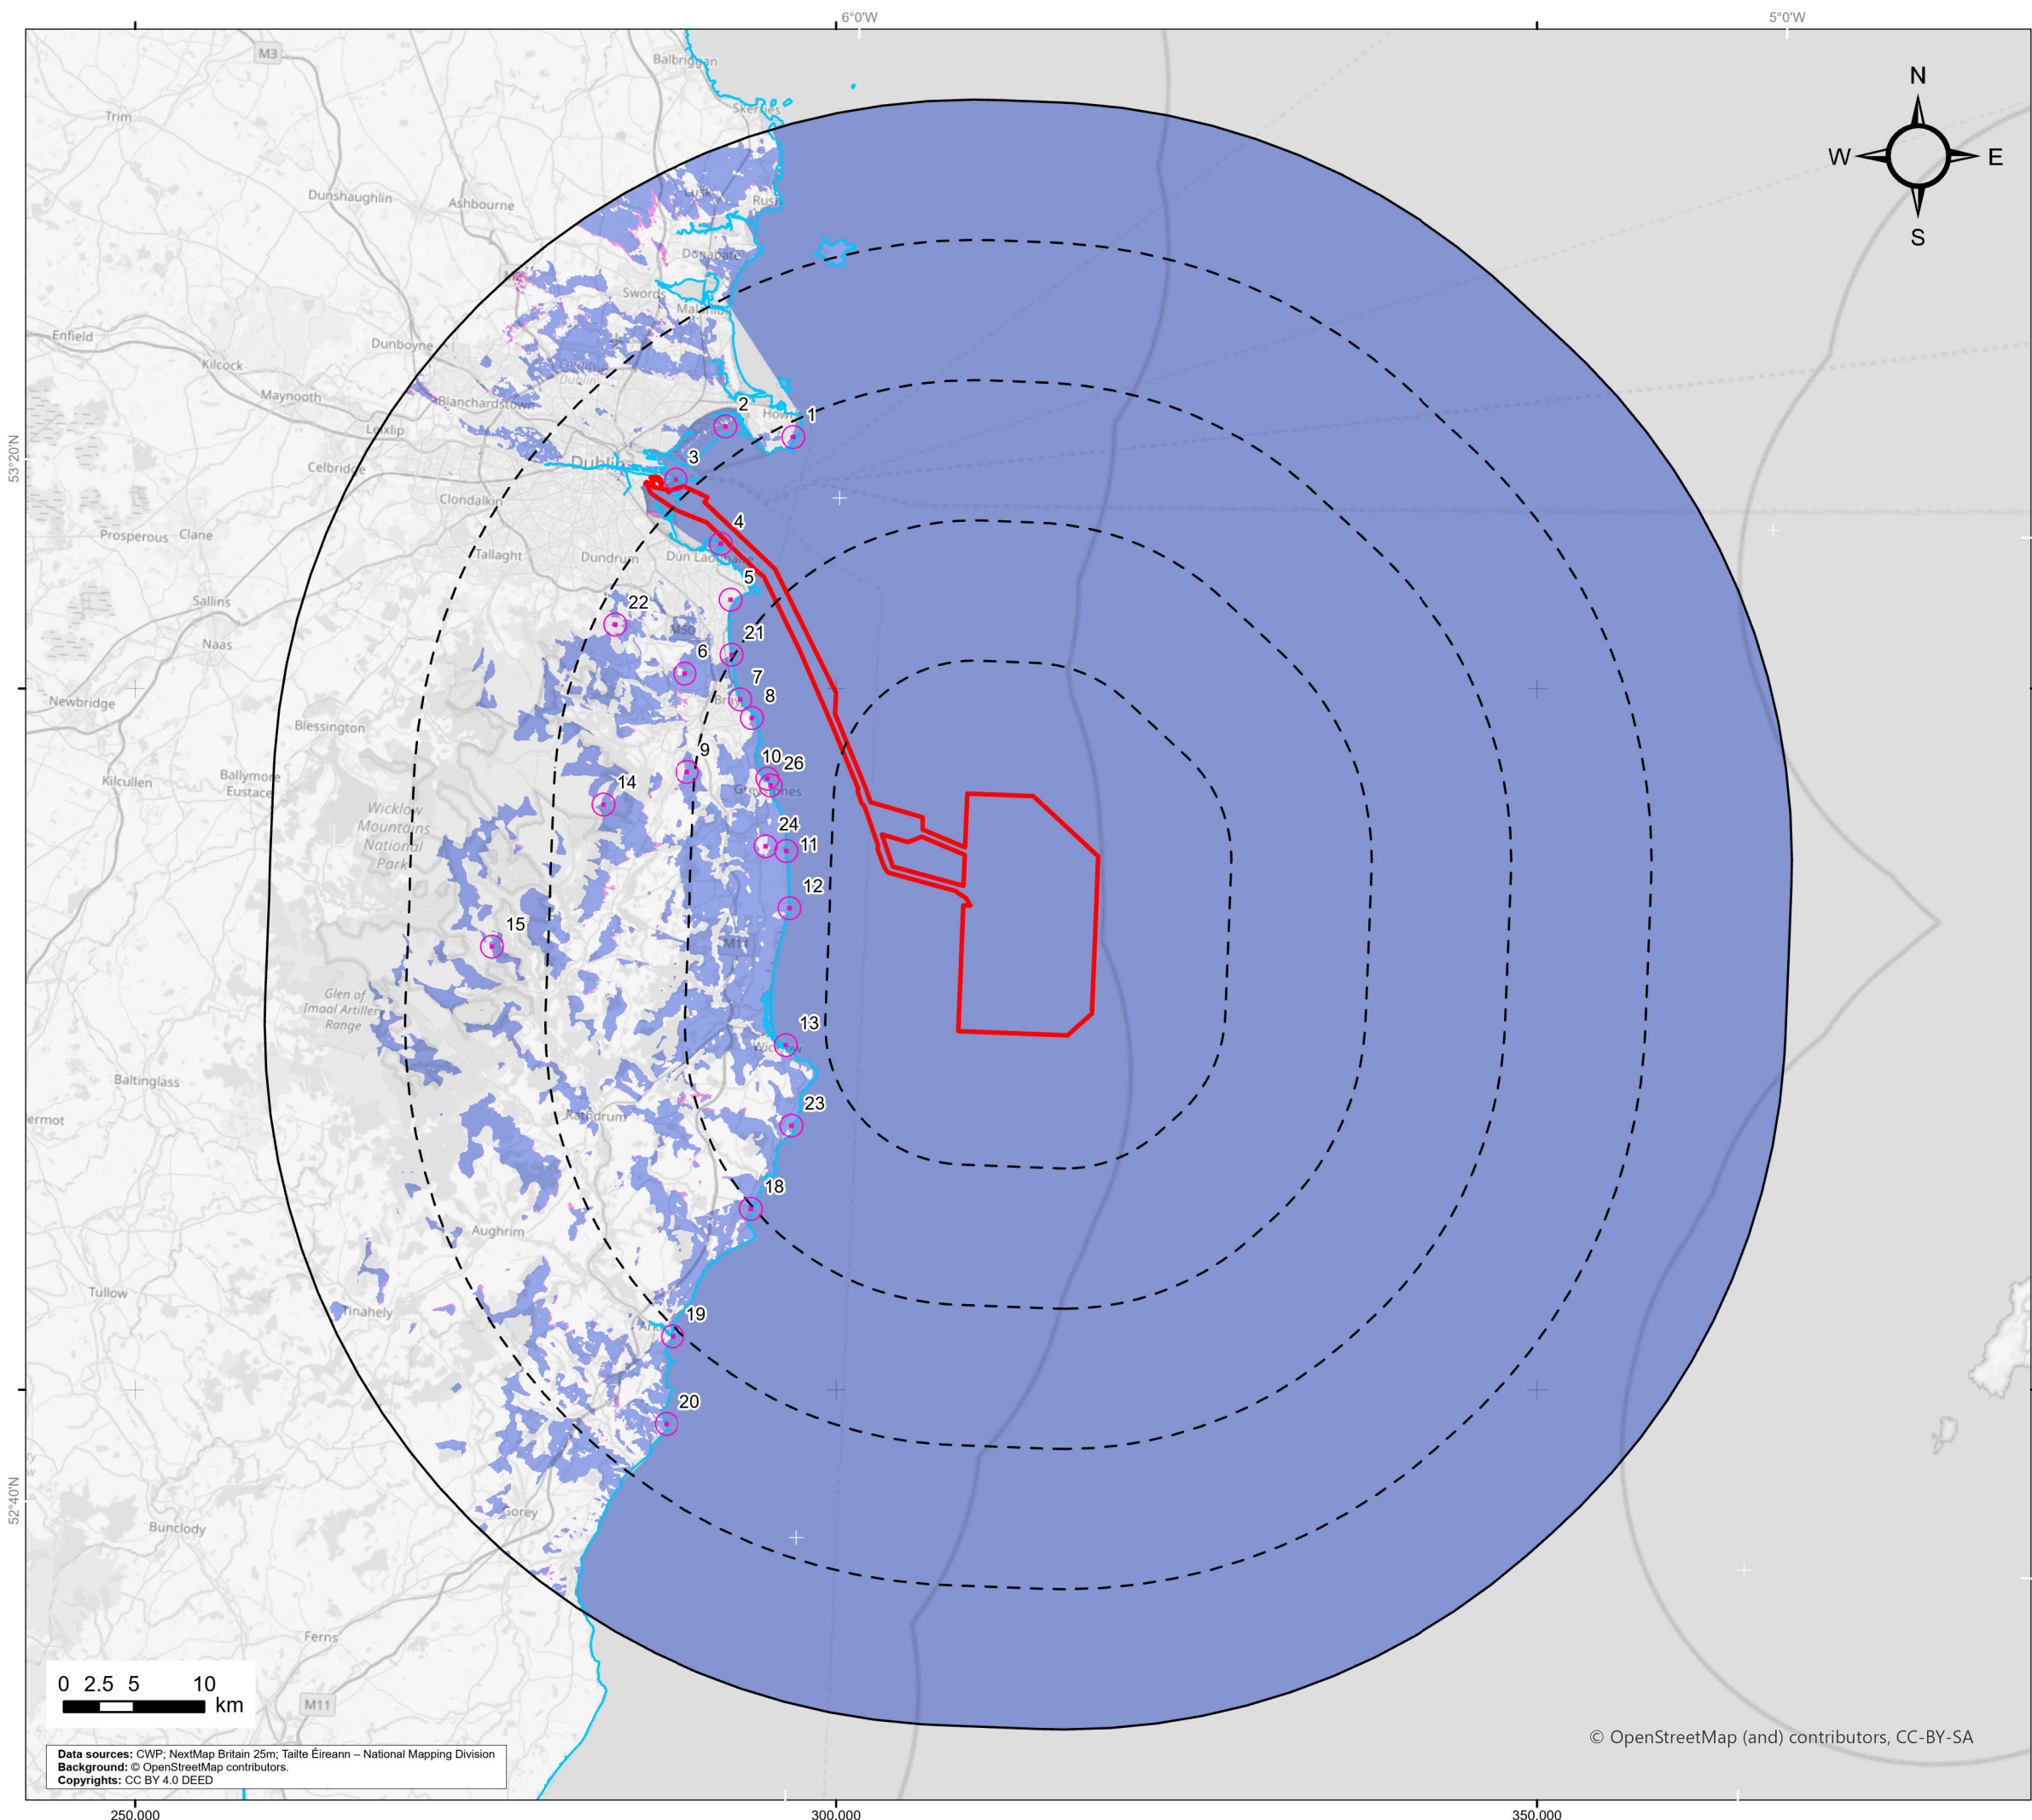 6°0'W
5°0'W
M3
Balbriggan
N
Skerries
Trim
W
E
Dunshaughlin
Ashbourne
Lusk
Rush
S
Donabate
Swords
Malahide
Enfield
Dunboyne
Kilcock
Maynooth
Blanchardstown
2
1
Howth
Leixlip
53°20'N
3
Dublin
Celbridge
Clondalkin
4
Prosperous
Clane
Tallaght
Dundrum
Dún Laoghaire
5
Sallins
22
Naas
M50
21
6
7
Newbridge
Bray
8
Blessington
9
10
26
Kilcullen
Ballymore
Eustace
14
Greystones
Wicklow
Mountains
National
Park
24
11
12
15
M11
Glen of
Imaal Artillery
Range
13
Wicklow
Baltinglass
23
ermot
Rathdrum
18
Aughrim
Tullow
Tinahely
19
20
52°40'N
Gorey
Bunclody
Ferns
0 2.5 5 10
km
M11
© OpenStreetMap (and) contributors, CC-BY-SA
Data sources: CWP; NextMap Britain 25m; Tailte Éireann – National Mapping Division
Background: © OpenStreetMap contributors.
Copyrights: CC BY 4.0 DEED
250,000
300,000
350,000